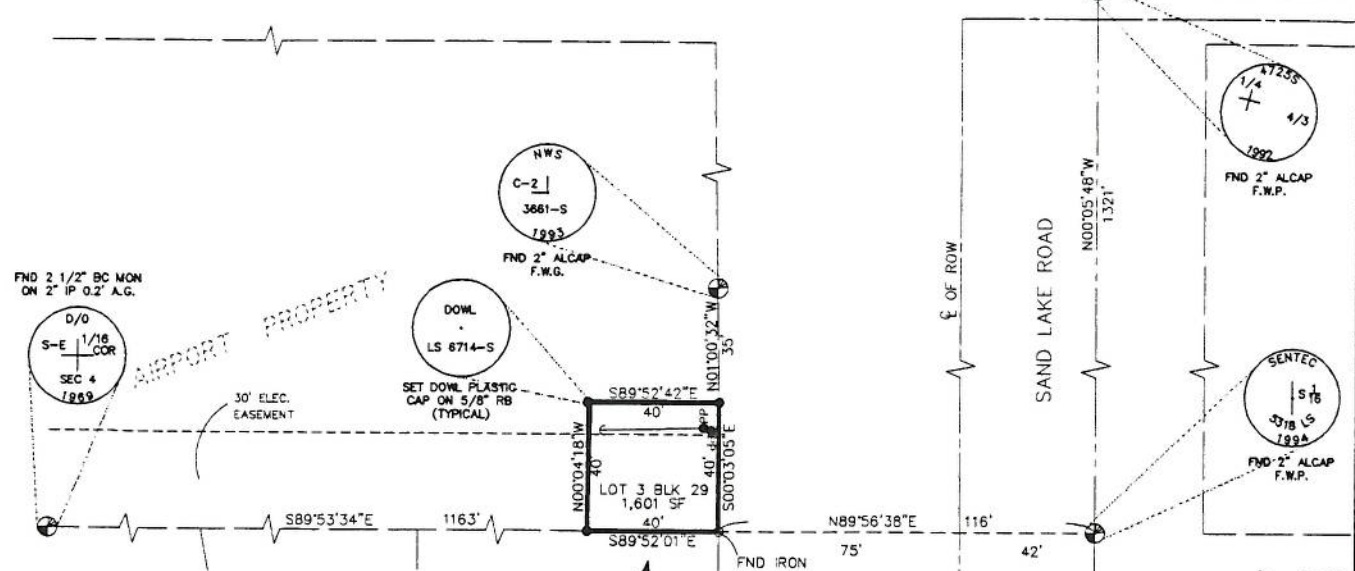 4723S
1/4
4/3
1992
FND 2" ALCAP
F.W.P.
NWS
C-2
3661-S
1993
FND 2" ALCAP
F.W.G.
N00°05'48"W
1321'
SAND LAKE ROAD
℄ OF ROW
FND 2 1/2" BC MON
ON 2" IP 0.2' A.G.
D/O
S-E 1/16
COR
SEC 4
1969
AIRPORT PROPERTY
DOWL
LS 6714-S
SET DOWL PLASTIC
CAP ON 5/8" RB
(TYPICAL)
N01°00'32"W
35'
SENTEC
S 1/16
3318 LS
1994
FND 2" ALCAP
F.W.P.
30' ELEC.
EASEMENT
S89°52'42"E
40'
PP
N00°04'18"W
40'
40'
S00°03'05"E
LOT 3 BLK 29
1,601 SF
40'
S89°52'01"E
S89°53'34"E 1163'
N89°56'38"E 116'
75' 42'
FND IRON